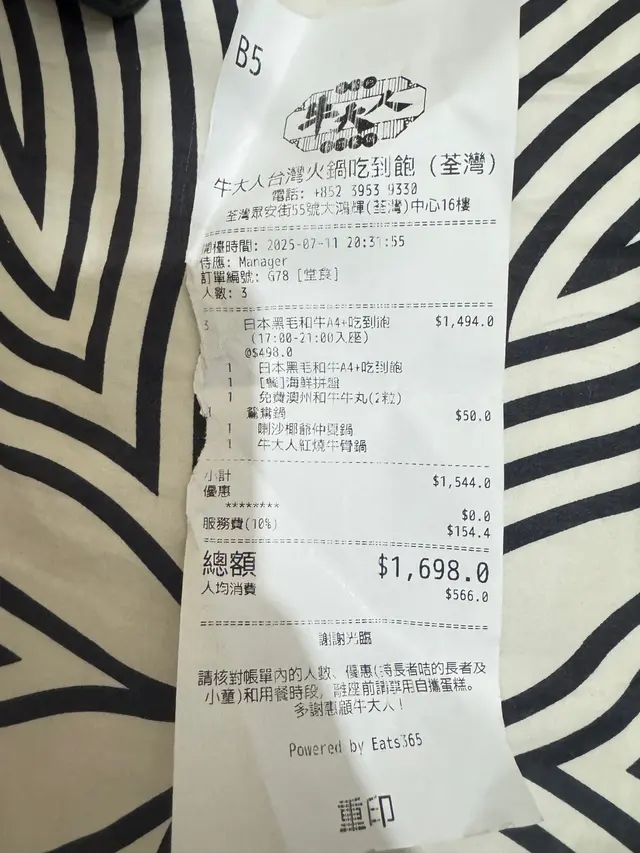 B5
牛大人
牛大人台灣火鍋吃到飽 (荃灣)
電話: +852 3953 9330
荃灣眾安街55號大鴻輝(荃灣)中心16樓
開檯時間: 2025-07-11 20:31:55
侍應: Manager
訂單編號: G78 [堂食]
人數: 3
3 日本黑毛和牛A4+吃到飽 $1,494.0
(17:00-21:00入座)
@$498.0
1 日本黑毛和牛A4+吃到飽
1 [餐]海鮮拼盤
1 免費澳州和牛牛丸(2粒)
1 鴛鴦鍋 $50.0
1 喇沙椰爺仲夏鍋
1 牛大人紅燒牛骨鍋
小計 $1,544.0
優惠
******** $0.0
服務費(10%) $154.4
總額 $1,698.0
人均消費 $566.0
謝謝光臨
請核對帳單內的人數、優惠(持長者咭的長者及
小童)和用餐時段，離座前請享用自攜蛋糕。
多謝惠顧牛大人！
Powered by Eats365
重印